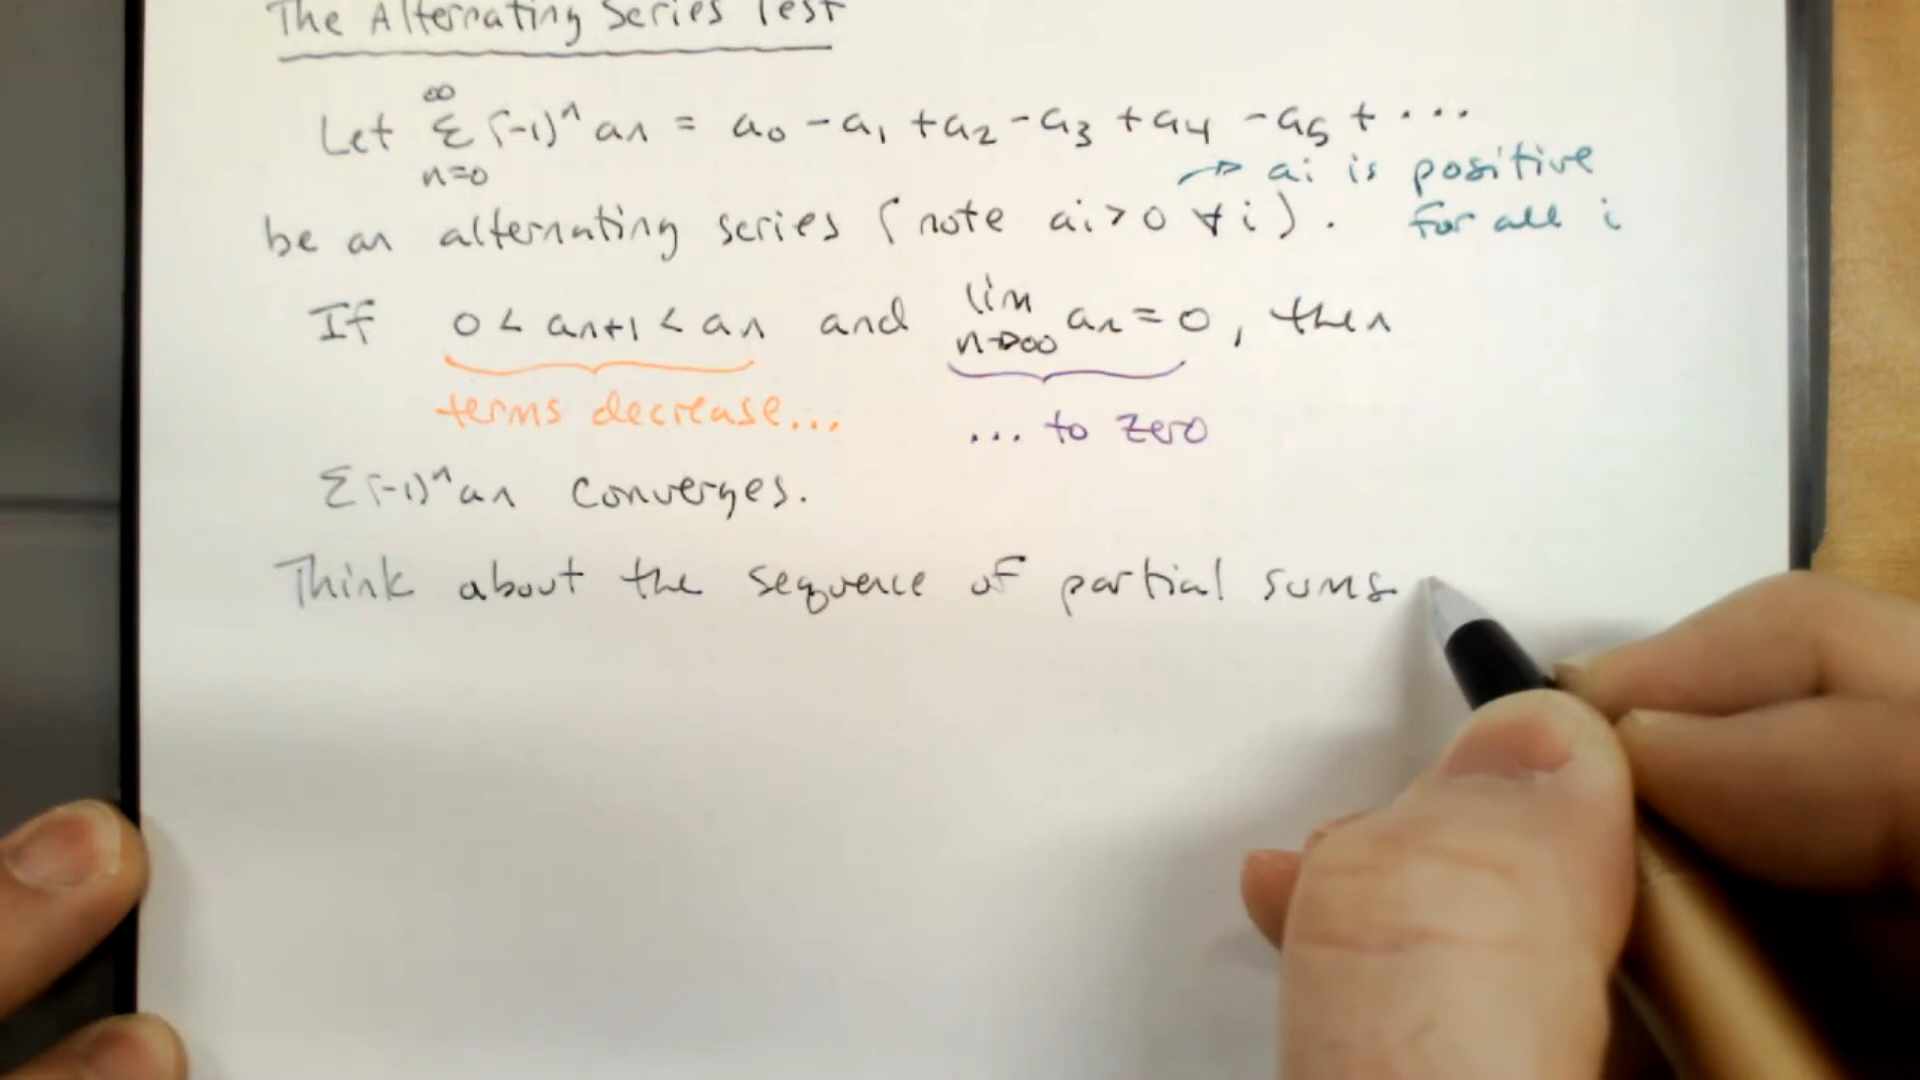 The Alternating Series Test
Let ∞ Σ n=0 (-1)^n an = a0 - a1 + a2 - a3 + a4 - a5 + ...
→ ai is positive
be an alternating series (note ai > 0 ∀ i). for all i
If 0 < an+1 < an and lim n→∞ an = 0, then
terms decrease... ... to zero
Σ(-1)^n an converges.
Think about the sequence of partial sums